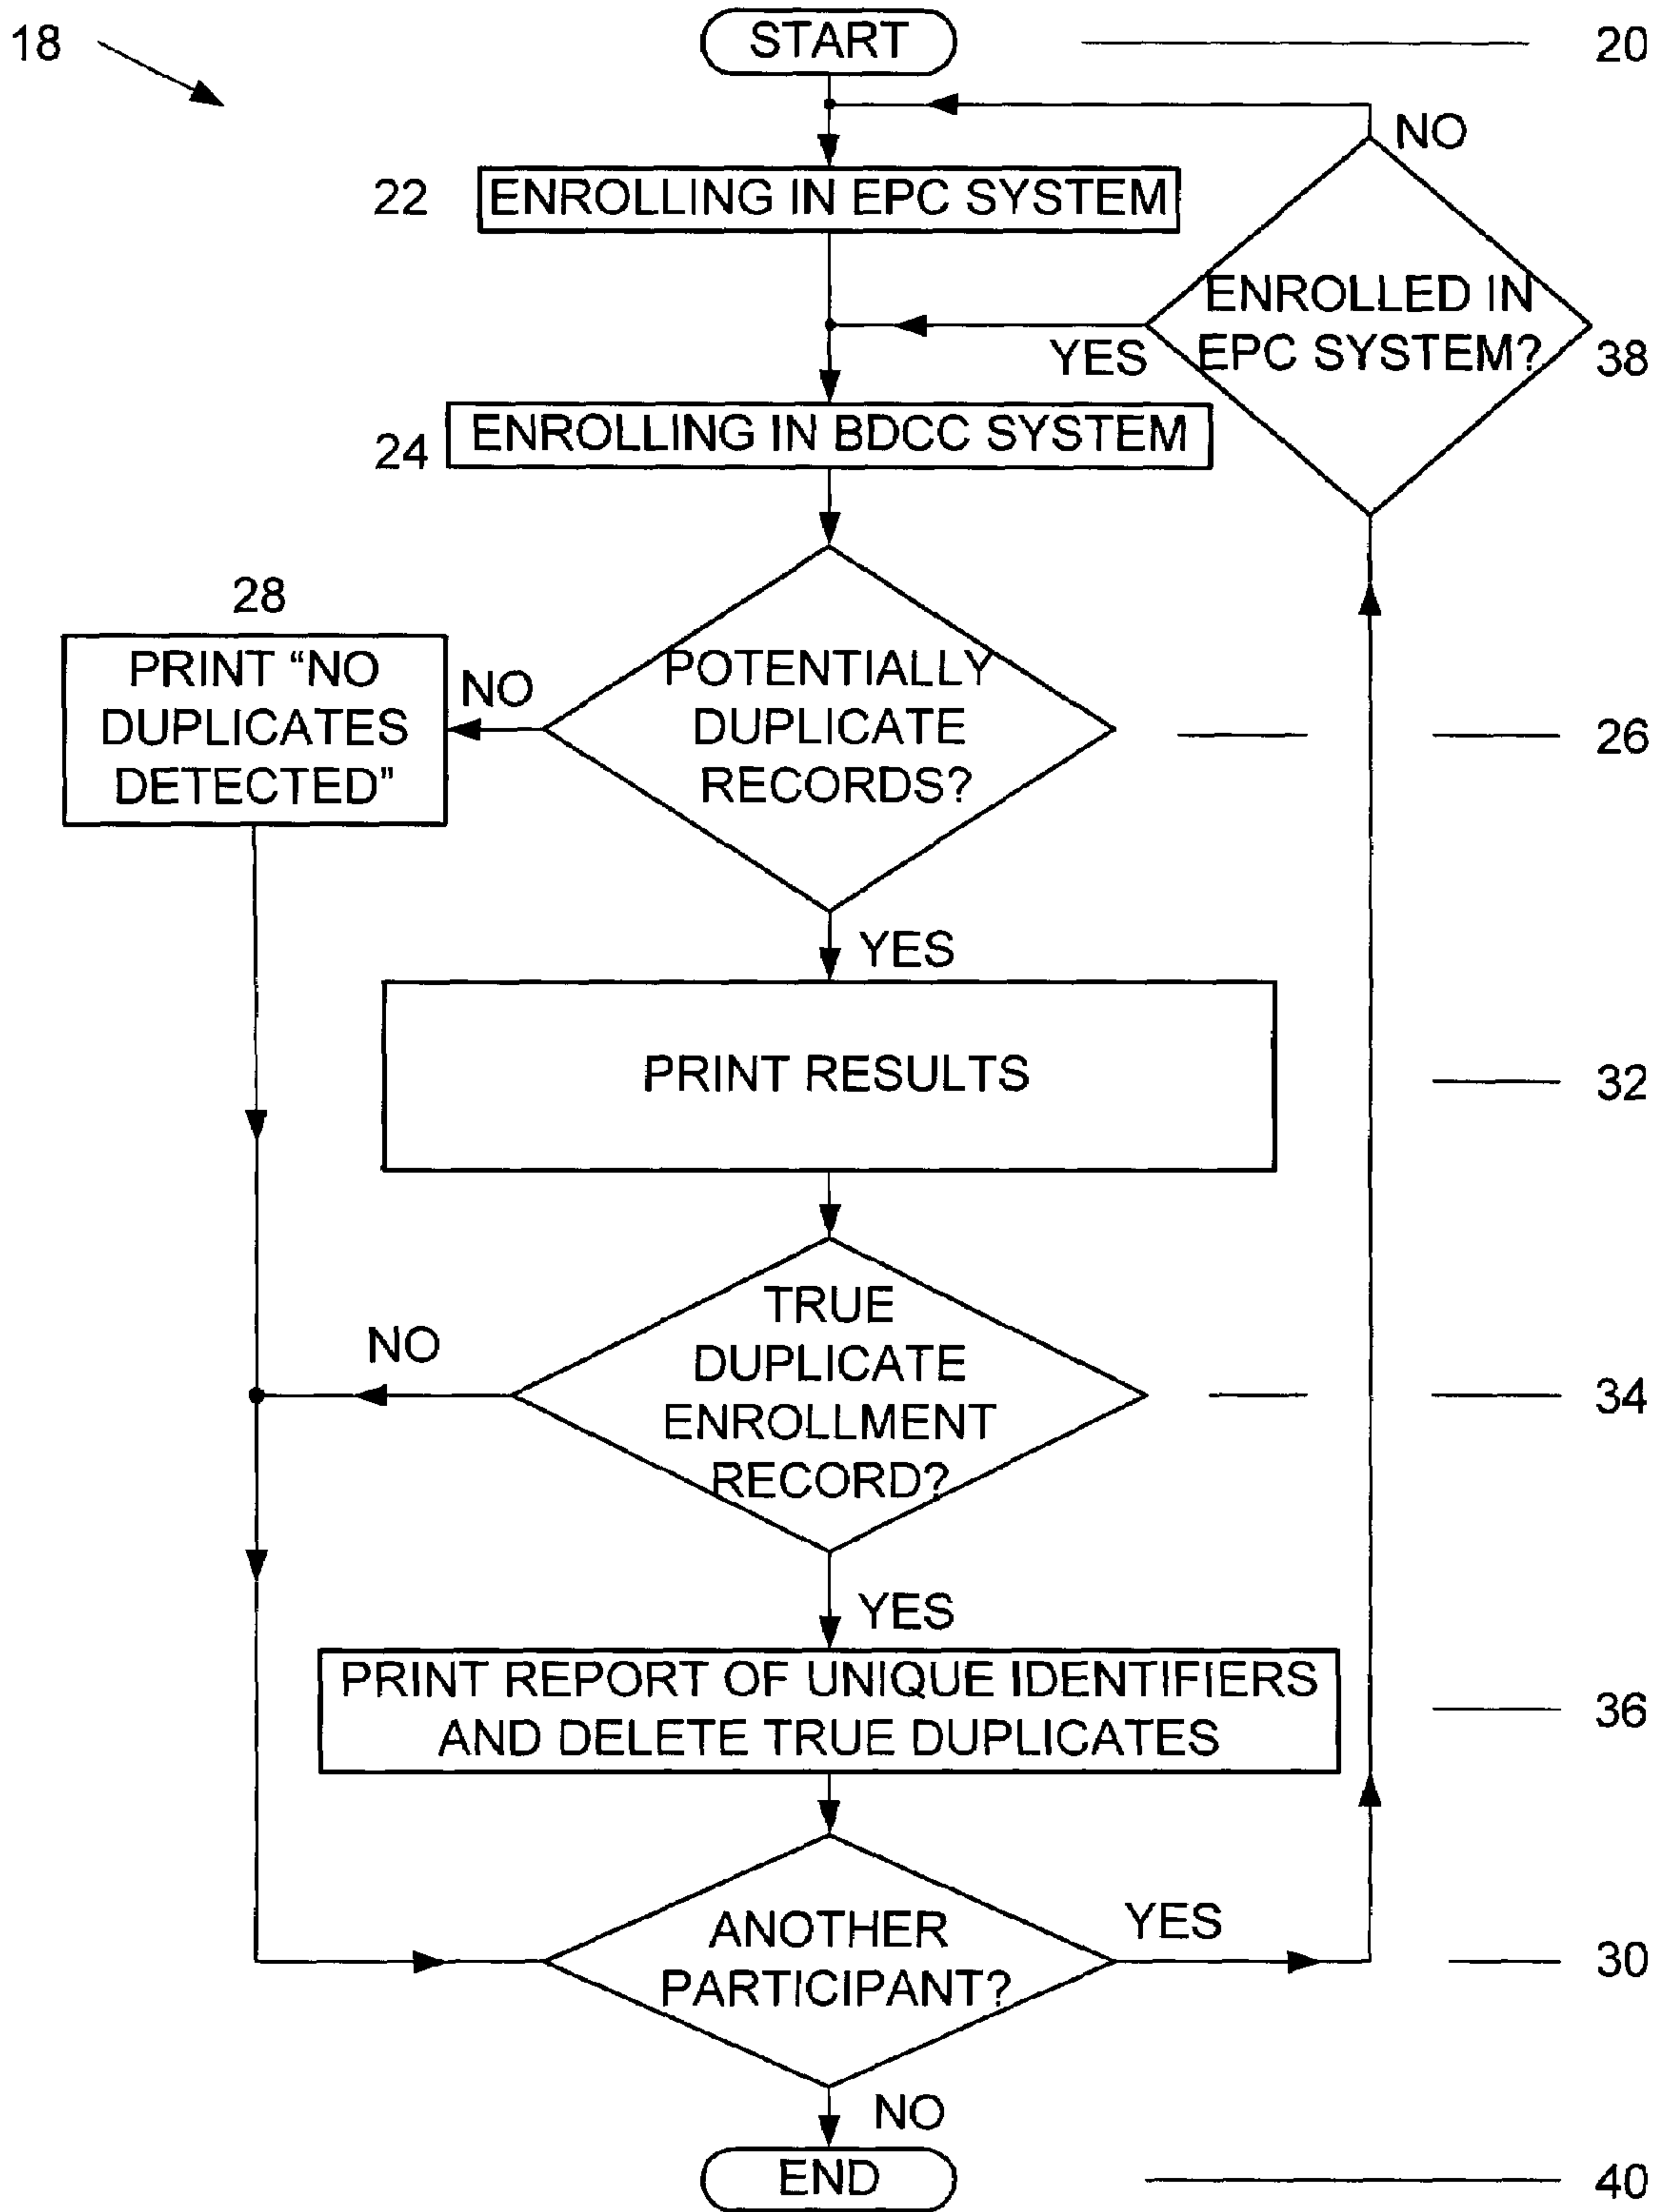 18
START
20
NO
22
ENROLLING IN EPC SYSTEM
ENROLLED IN
EPC SYSTEM?
38
YES
24
ENROLLING IN BDCC SYSTEM
28
PRINT “NO
DUPLICATES
DETECTED”
NO
POTENTIALLY
DUPLICATE
RECORDS?
26
YES
PRINT RESULTS
32
NO
TRUE
DUPLICATE
ENROLLMENT
RECORD?
34
YES
PRINT REPORT OF UNIQUE IDENTIFIERS
AND DELETE TRUE DUPLICATES
36
ANOTHER
PARTICIPANT?
YES
30
NO
END
40